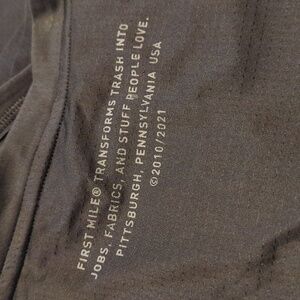 FIRST MILE® TRANSFORMS TRASH INTO
JOBS, FABRICS, AND STUFF PEOPLE LOVE.
PITTSBURGH, PENNSYLVANIA USA
©2010/2021